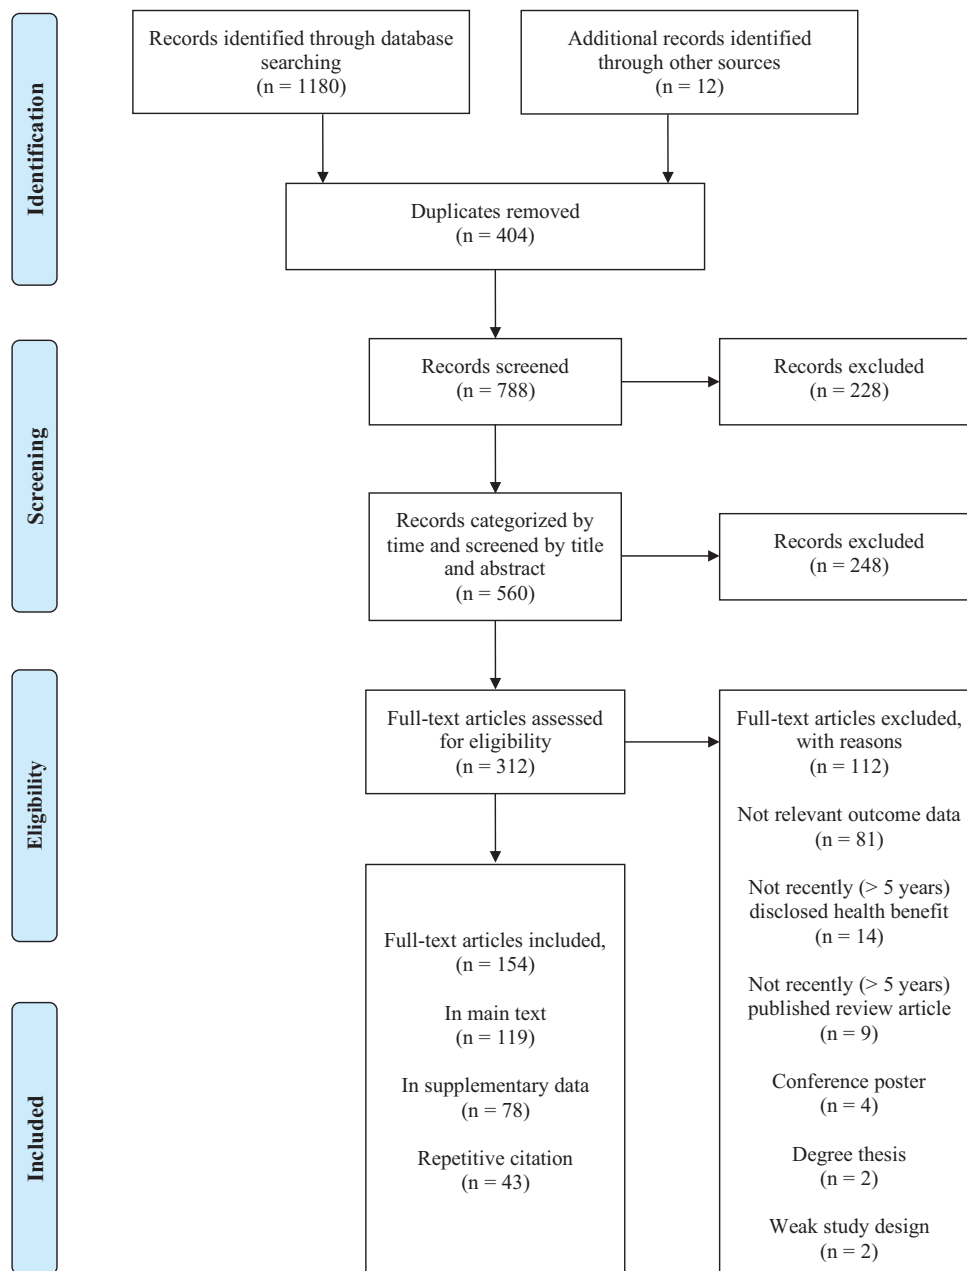 Identification
Records identified through database
searching
(n = 1180)
Additional records identified
through other sources
(n = 12)
Duplicates removed
(n = 404)
Screening
Records screened
(n = 788)
Records excluded
(n = 228)
Records categorized by
time and screened by title
and abstract
(n = 560)
Records excluded
(n = 248)
Eligibility
Full-text articles assessed
for eligibility
(n = 312)
Full-text articles excluded,
with reasons
(n = 112)
Not relevant outcome data
(n = 81)
Not recently (> 5 years)
disclosed health benefit
(n = 14)
Not recently (> 5 years)
published review article
(n = 9)
Conference poster
(n = 4)
Degree thesis
(n = 2)
Weak study design
(n = 2)
Included
Full-text articles included,
(n = 154)
In main text
(n = 119)
In supplementary data
(n = 78)
Repetitive citation
(n = 43)